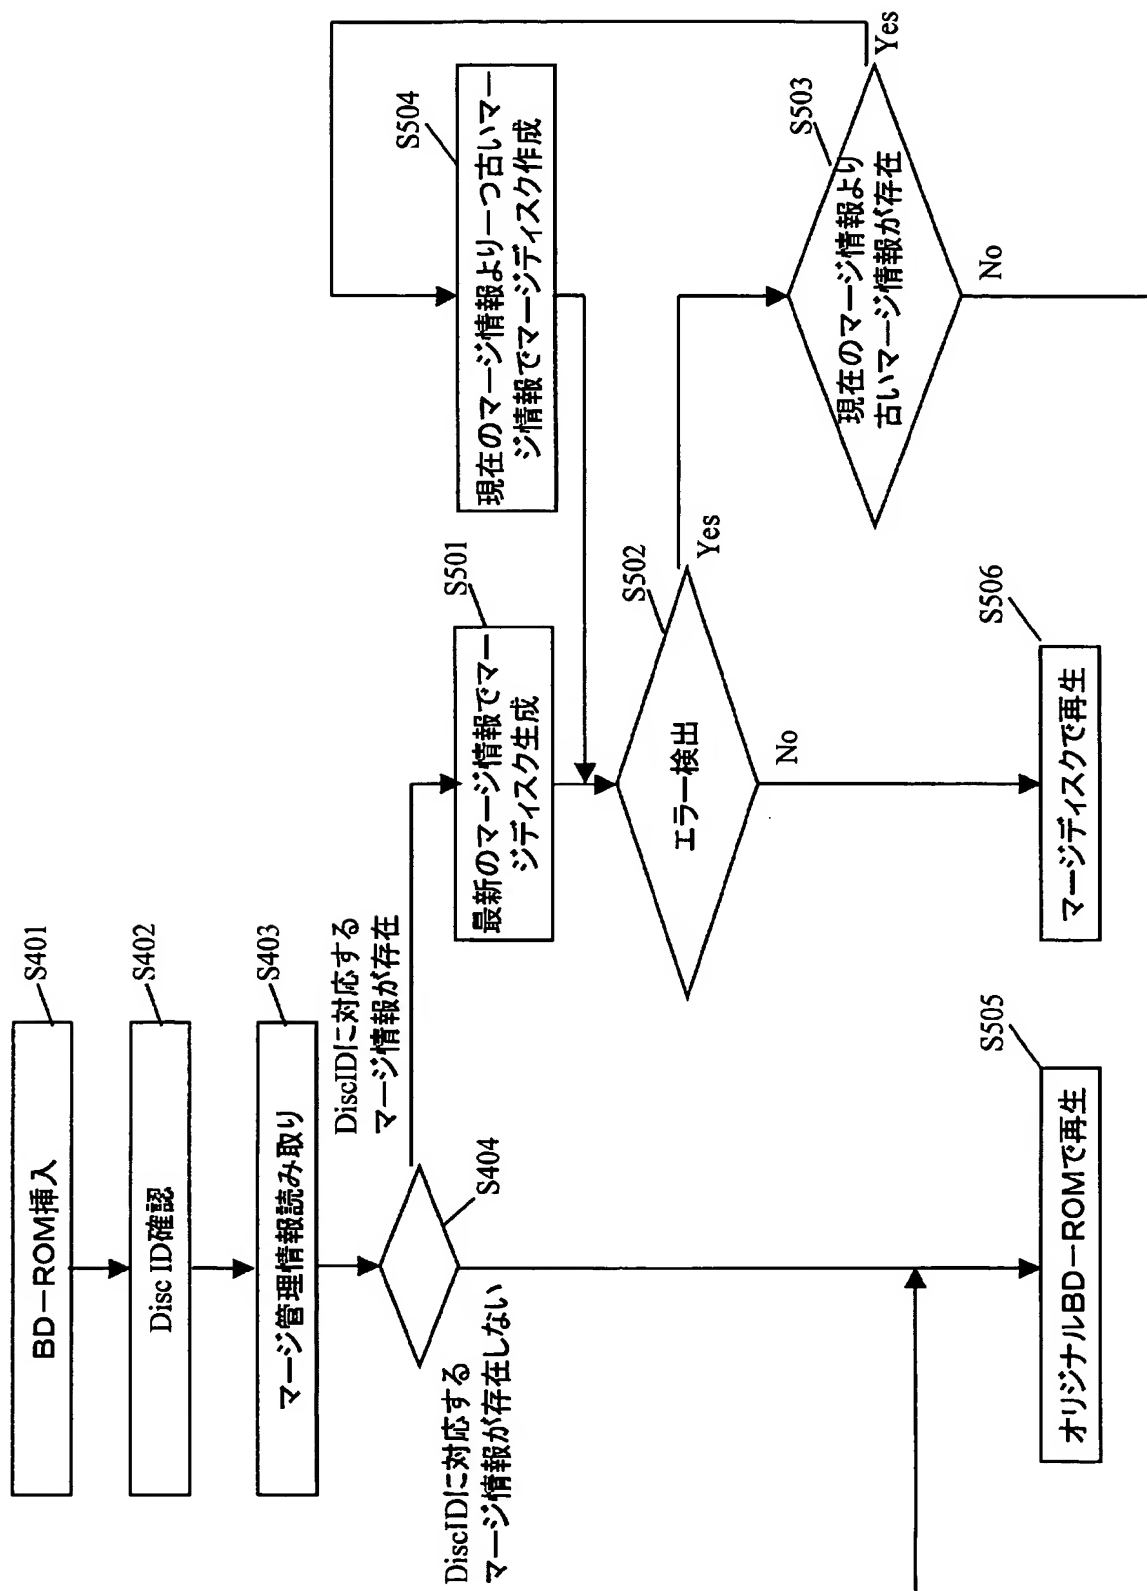 BD－ROM挿入
S401
Disc ID確認
S402
マージ管理情報読み取り
S403
S404
DiscIDに対応する
マージ情報が存在
DiscIDに対応する
マージ情報が存在しない
最新のマージ情報でマー
ジディスク生成
S501
現在のマージ情報より一つ古いマー
ジ情報でマージディスク作成
S504
エラー検出
S502
Yes
No
現在のマージ情報より
古いマージ情報が存在
S503
Yes
No
オリジナルBD－ROMで再生
S505
マージディスクで再生
S506